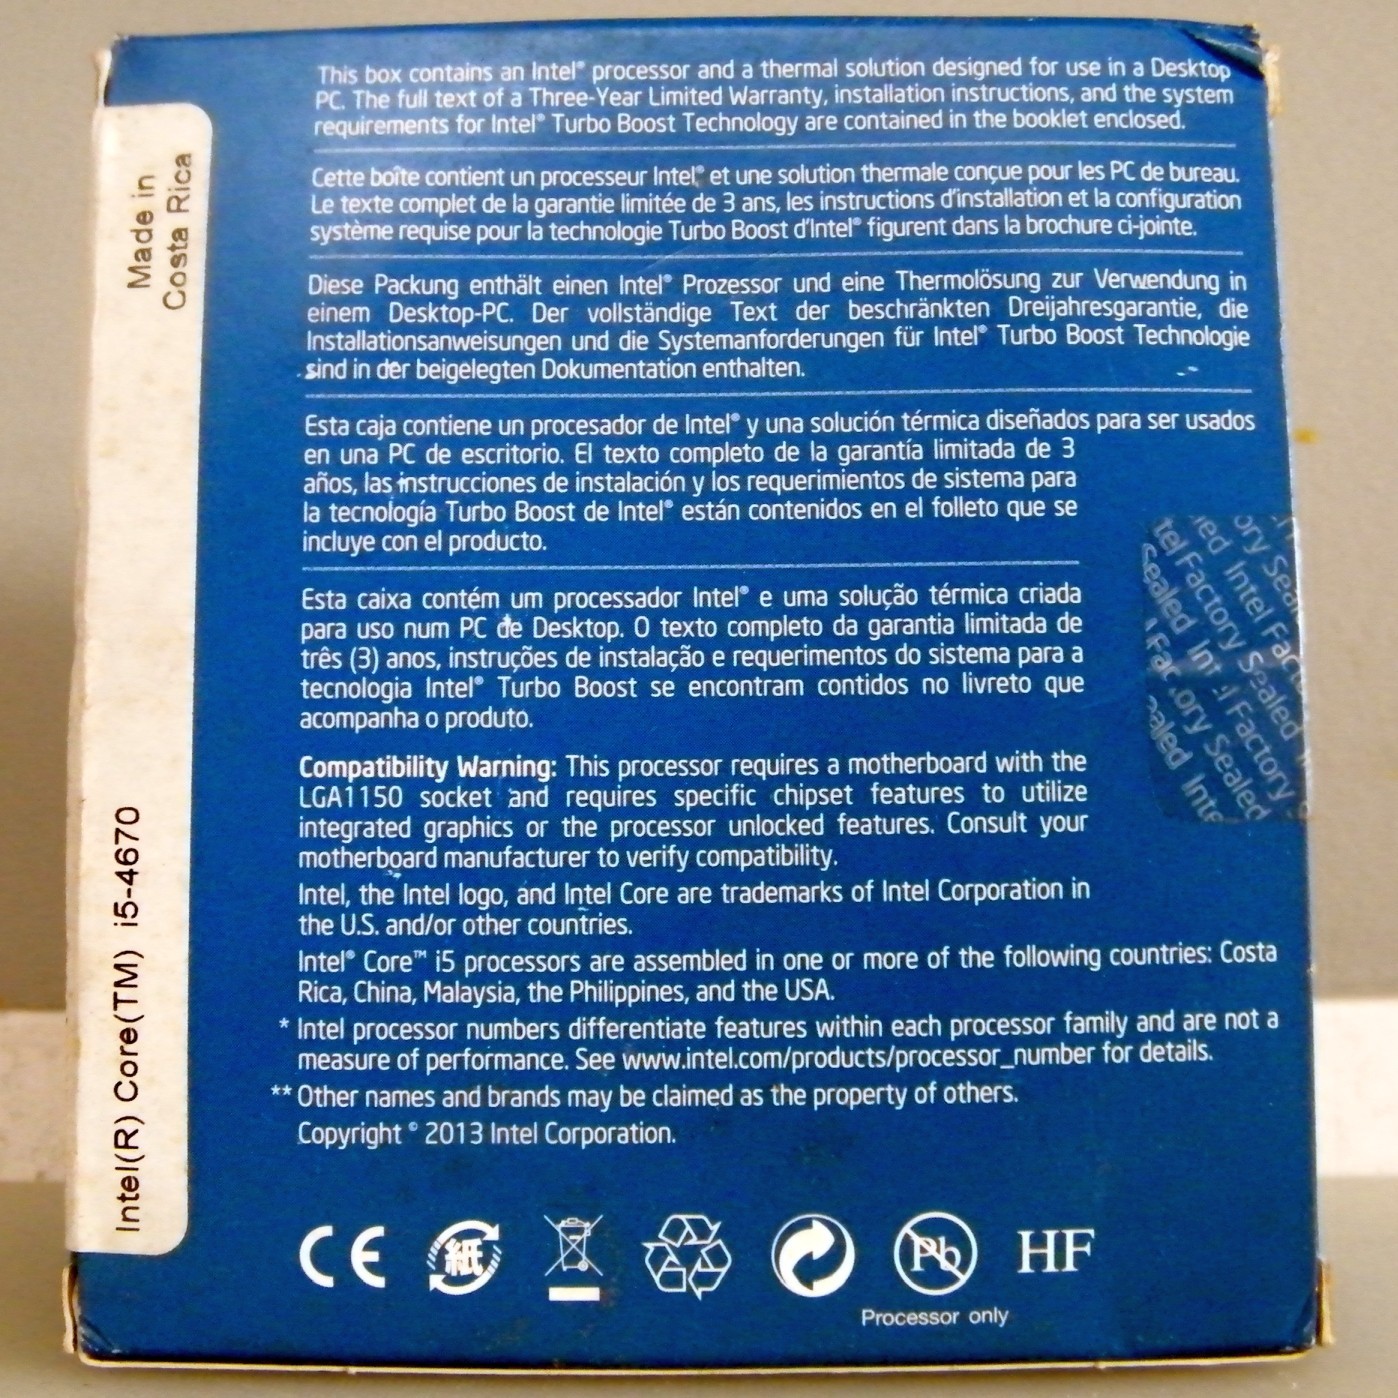 This box contains an Intel® processor and a thermal solution designed for use in a Desktop
PC. The full text of a Three-Year Limited Warranty, installation instructions, and the system
requirements for Intel® Turbo Boost Technology are contained in the booklet enclosed.
Cette boîte contient un processeur Intel® et une solution thermale conçue pour les PC de bureau.
Le texte complet de la garantie limitée de 3 ans, les instructions d'installation et la configuration
système requise pour la technologie Turbo Boost d'Intel® figurent dans la brochure ci-jointe.
Diese Packung enthält einen Intel® Prozessor und eine Thermolösung zur Verwendung in
einem Desktop-PC. Der vollständige Text der beschränkten Dreijahresgarantie, die
Installationsanweisungen und die Systemanforderungen für Intel® Turbo Boost Technologie
sind in der beigelegten Dokumentation enthalten.
Esta caja contiene un procesador de Intel® y una solución térmica diseñados para ser usados
en una PC de escritorio. El texto completo de la garantía limitada de 3
años, las instrucciones de instalación y los requerimientos de sistema para
la tecnología Turbo Boost de Intel® están contenidos en el folleto que se
incluye con el producto.
Esta caixa contém um processador Intel® e uma solução térmica criada
para uso num PC de Desktop. O texto completo da garantia limitada de
três (3) anos, instruções de instalação e requerimentos do sistema para a
tecnologia Intel® Turbo Boost se encontram contidos no livreto que
acompanha o produto.
Compatibility Warning: This processor requires a motherboard with the
LGA1150 socket and requires specific chipset features to utilize
integrated graphics or the processor unlocked features. Consult your
motherboard manufacturer to verify compatibility.
Intel, the Intel logo, and Intel Core are trademarks of Intel Corporation in
the U.S. and/or other countries.
Intel® Core™ i5 processors are assembled in one or more of the following countries: Costa
Rica, China, Malaysia, the Philippines, and the USA.
* Intel processor numbers differentiate features within each processor family and are not a
measure of performance. See www.intel.com/products/processor_number for details.
** Other names and brands may be claimed as the property of others.
Copyright © 2013 Intel Corporation.
CE
紙
Pb
HF
Processor only
Made in
Costa Rica
Intel(R) Core(TM) i5-4670
Intel Factory
Factory Sealed
Sealed